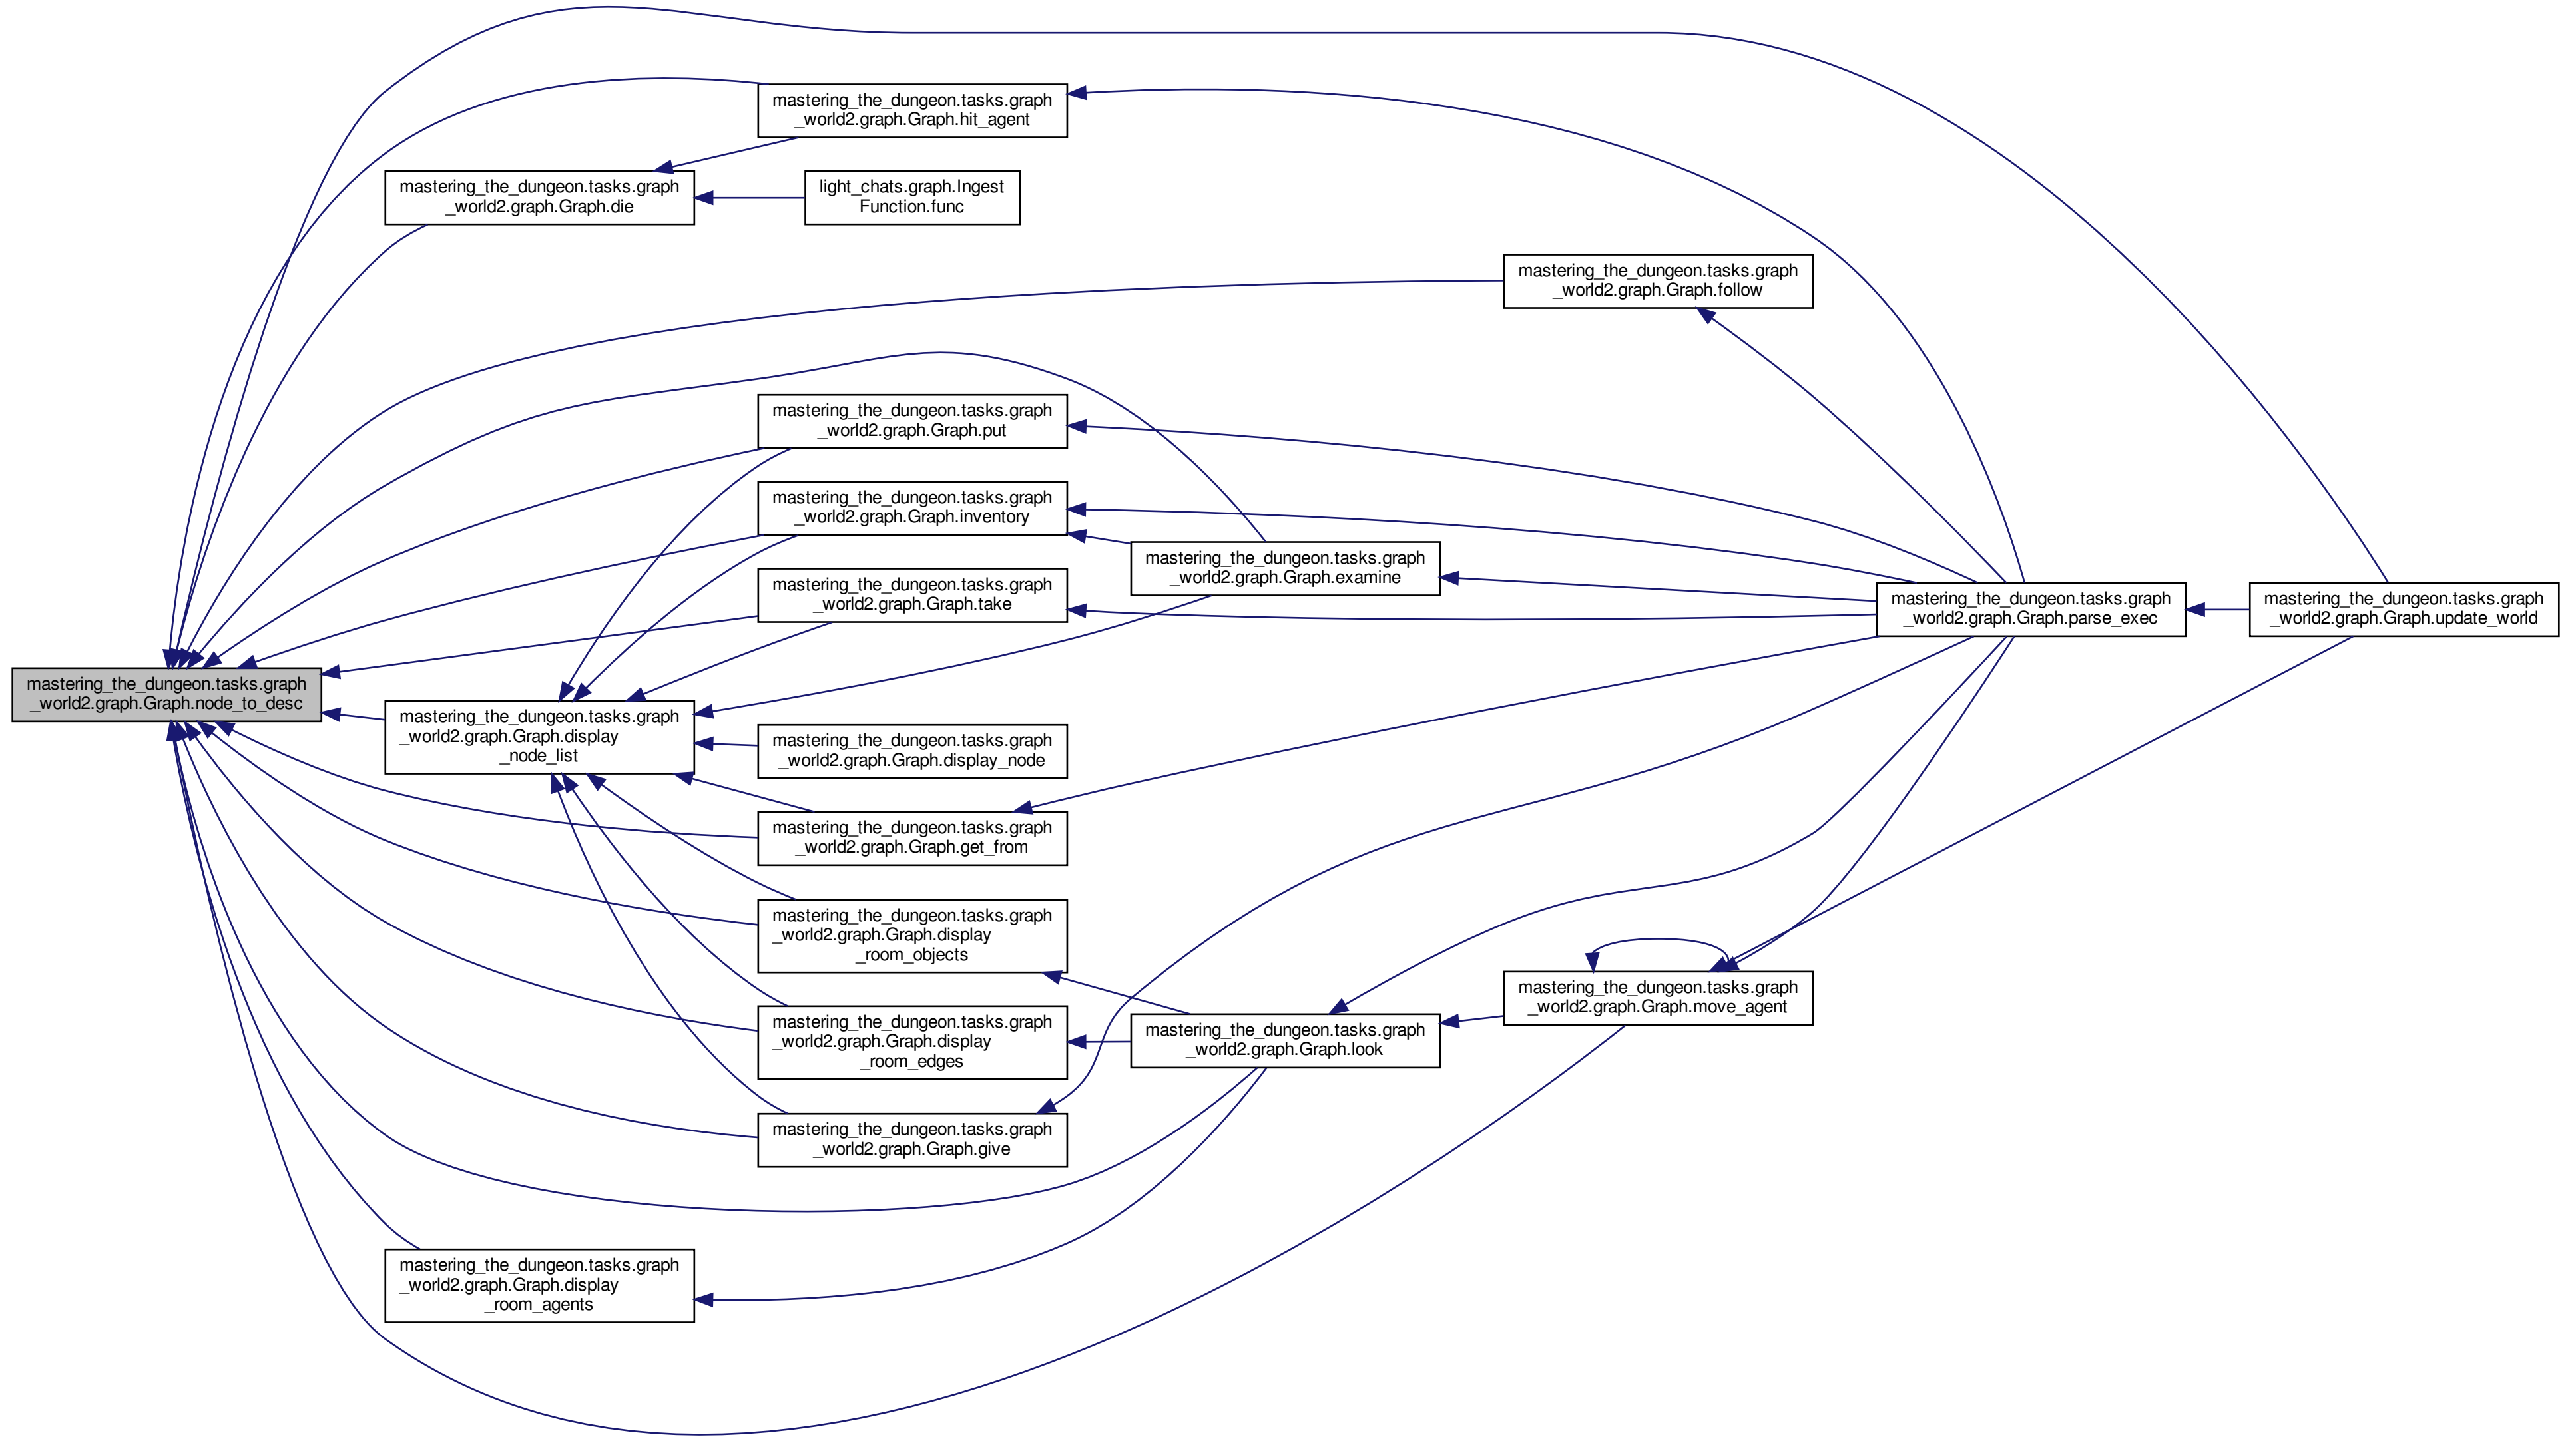 mastering_the_dungeon.tasks.graph
_world2.graph.Graph.hit_agent
mastering_the_dungeon.tasks.graph
_world2.graph.Graph.die
light_chats.graph.Ingest
Function.func
mastering_the_dungeon.tasks.graph
_world2.graph.Graph.follow
mastering_the_dungeon.tasks.graph
_world2.graph.Graph.put
mastering_the_dungeon.tasks.graph
_world2.graph.Graph.inventory
mastering_the_dungeon.tasks.graph
_world2.graph.Graph.examine
mastering_the_dungeon.tasks.graph
_world2.graph.Graph.take
mastering_the_dungeon.tasks.graph
_world2.graph.Graph.parse_exec
mastering_the_dungeon.tasks.graph
_world2.graph.Graph.update_world
mastering_the_dungeon.tasks.graph
_world2.graph.Graph.node_to_desc
mastering_the_dungeon.tasks.graph
_world2.graph.Graph.display
_node_list
mastering_the_dungeon.tasks.graph
_world2.graph.Graph.display_node
mastering_the_dungeon.tasks.graph
_world2.graph.Graph.get_from
mastering_the_dungeon.tasks.graph
_world2.graph.Graph.display
_room_objects
mastering_the_dungeon.tasks.graph
_world2.graph.Graph.move_agent
mastering_the_dungeon.tasks.graph
_world2.graph.Graph.display
_room_edges
mastering_the_dungeon.tasks.graph
_world2.graph.Graph.look
mastering_the_dungeon.tasks.graph
_world2.graph.Graph.give
mastering_the_dungeon.tasks.graph
_world2.graph.Graph.display
_room_agents